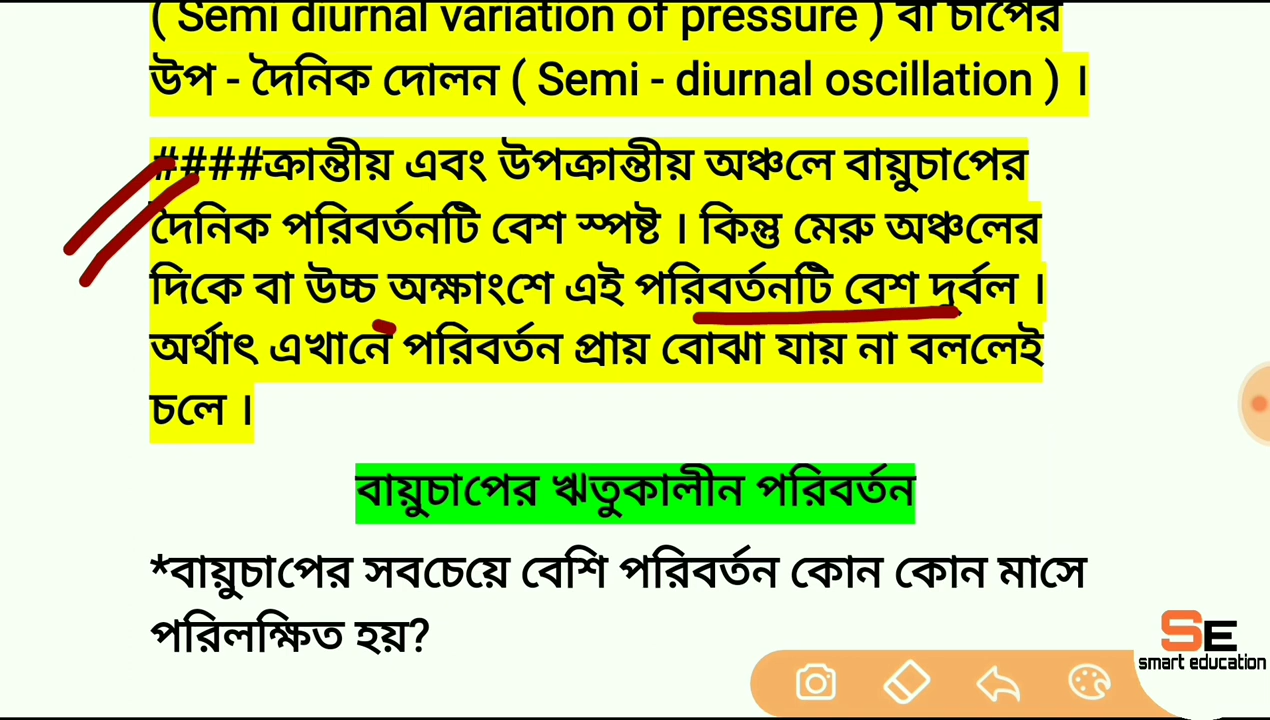 ( Semi diurnal variation of pressure ) বা চাপের
উপ - দৈনিক দোলন ( Semi - diurnal oscillation ) ।
####ক্রান্তীয় এবং উপক্রান্তীয় অঞ্চলে বায়ুচাপের
দৈনিক পরিবর্তনটি বেশ স্পষ্ট । কিন্তু মেরু অঞ্চলের
দিকে বা উচ্চ অক্ষাংশে এই পরিবর্তনটি বেশ দুর্বল ।
অর্থাৎ এখানে পরিবর্তন প্রায় বোঝা যায় না বললেই
চলে ।
বায়ুচাপের ঋতুকালীন পরিবর্তন
*বায়ুচাপের সবচেয়ে বেশি পরিবর্তন কোন কোন মাসে
পরিলক্ষিত হয়?
SE
smart education